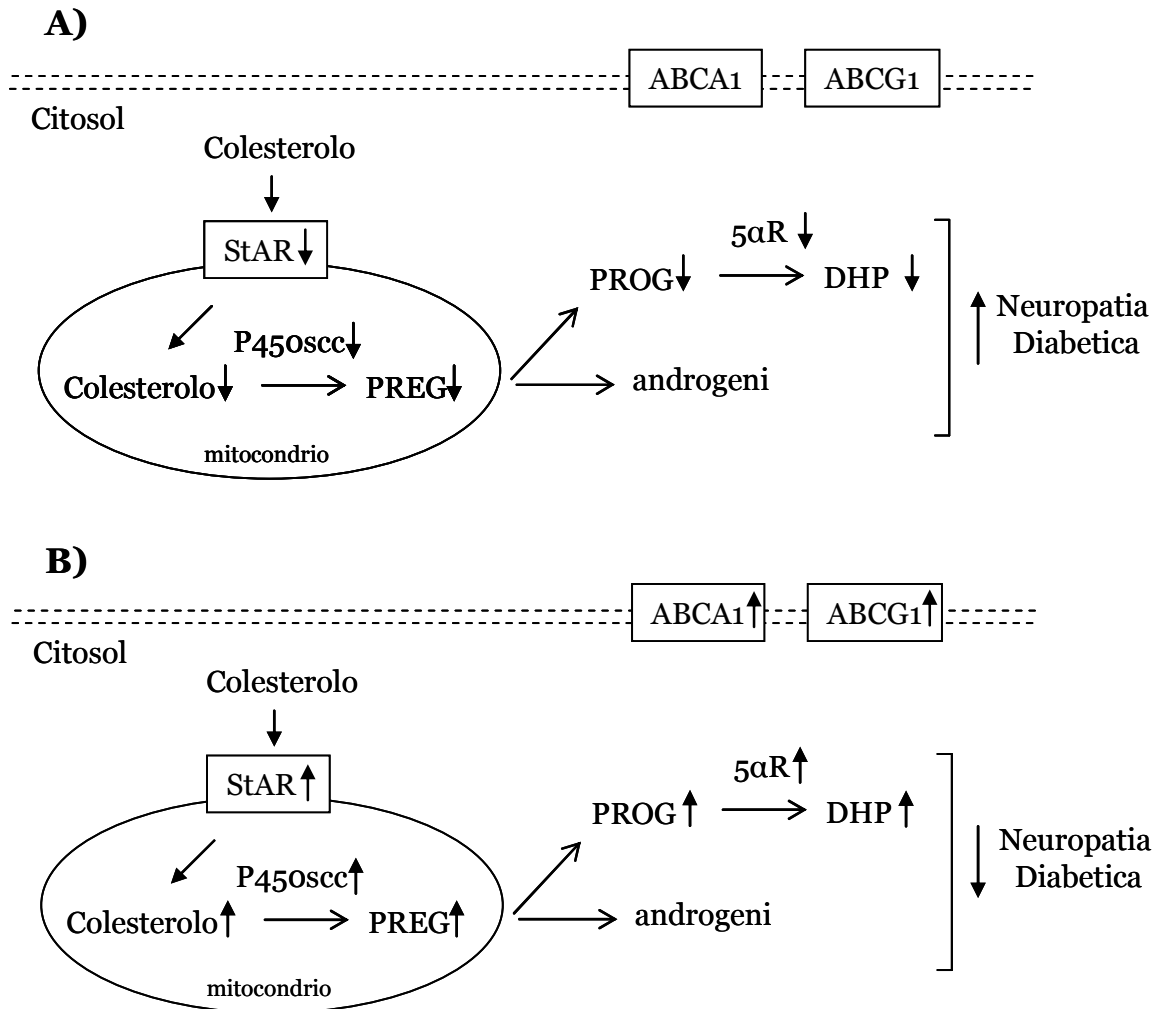 A)
ABCA1 ABCG1
Citosol
Colesterolo
StAR
5αR
PROG DHP
Neuropatia
Diabetica
P450scc
Colesterolo PREG
androgeni
mitocondrio
B)
ABCA1 ABCG1
Citosol
Colesterolo
StAR
5αR
PROG DHP
Neuropatia
Diabetica
P450scc
Colesterolo PREG
androgeni
mitocondrio